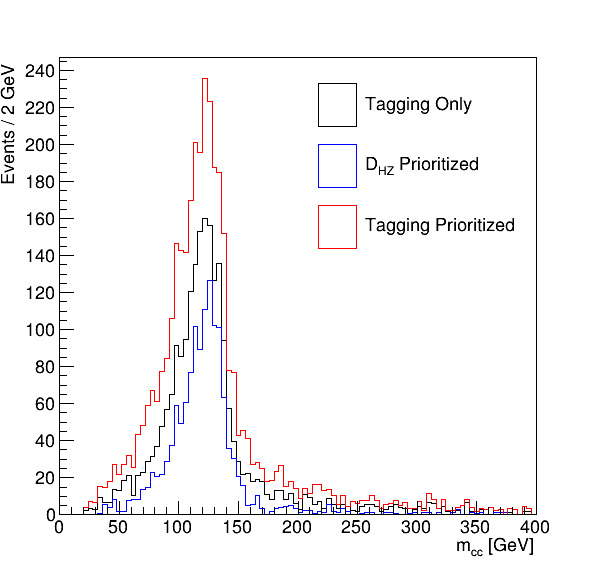 Events / 2 GeV
240
220
200
180
160
140
120
100
80
60
40
20
0
Tagging Only
D_HZ Prioritized
Tagging Prioritized
0 50 100 150 200 250 300 350 400
m_cc [GeV]